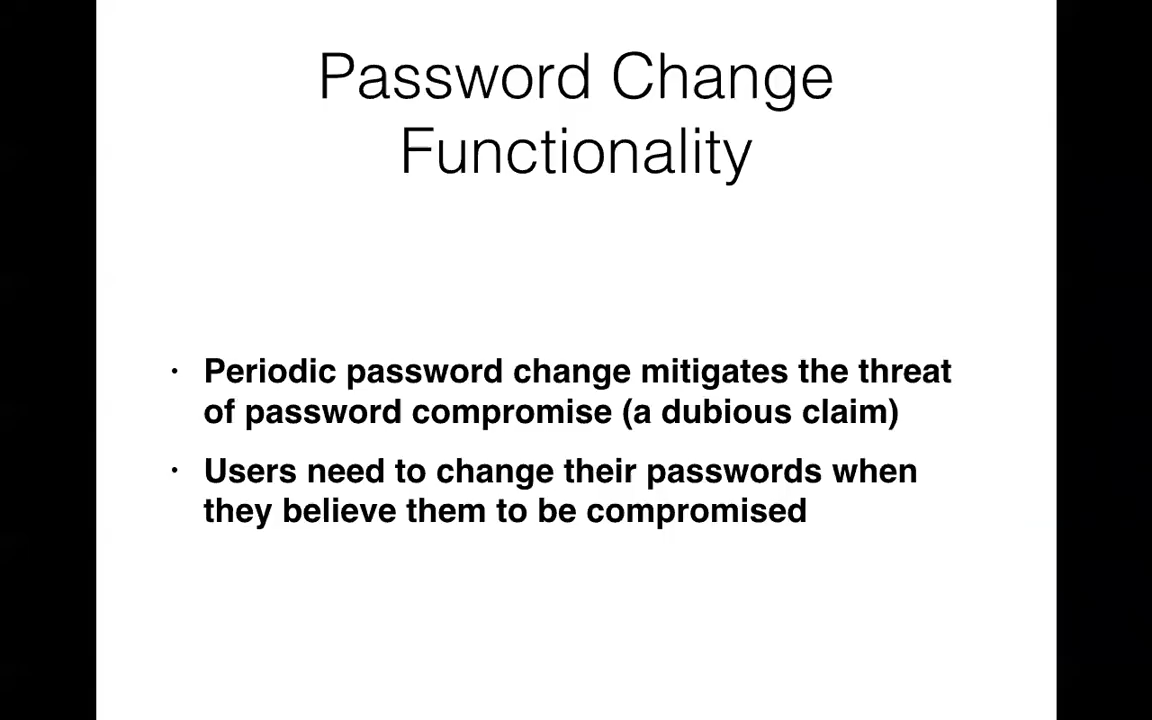 Password Change
Functionality
· Periodic password change mitigates the threat
of password compromise (a dubious claim)
· Users need to change their passwords when
they believe them to be compromised